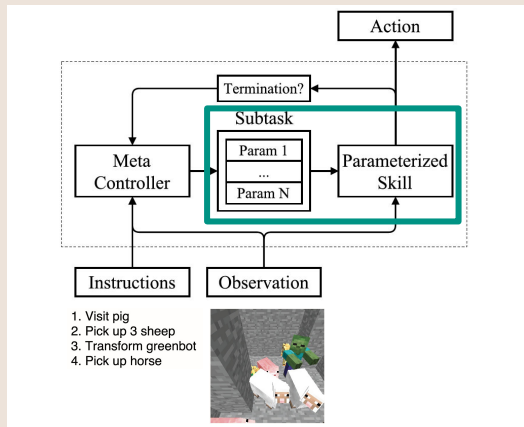 Action
Termination?
Subtask
Meta
Controller
Param 1
...
Param N
Parameterized
Skill
Instructions
Observation
1. Visit pig
2. Pick up 3 sheep
3. Transform greenbot
4. Pick up horse